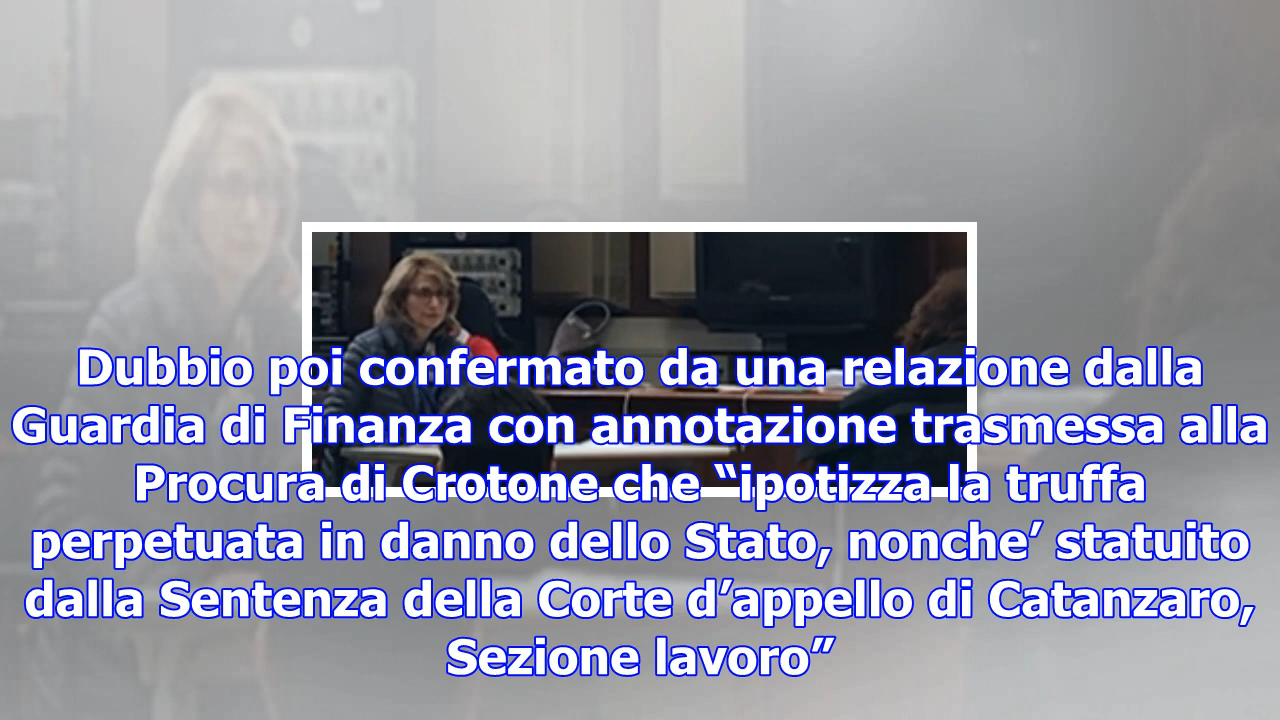 Dubbio poi confermato da una relazione dalla
Guardia di Finanza con annotazione trasmessa alla
Procura di Crotone che “ipotizza la truffa
perpetuata in danno dello Stato, nonche’ statuito
dalla Sentenza della Corte d’appello di Catanzaro,
Sezione lavoro”